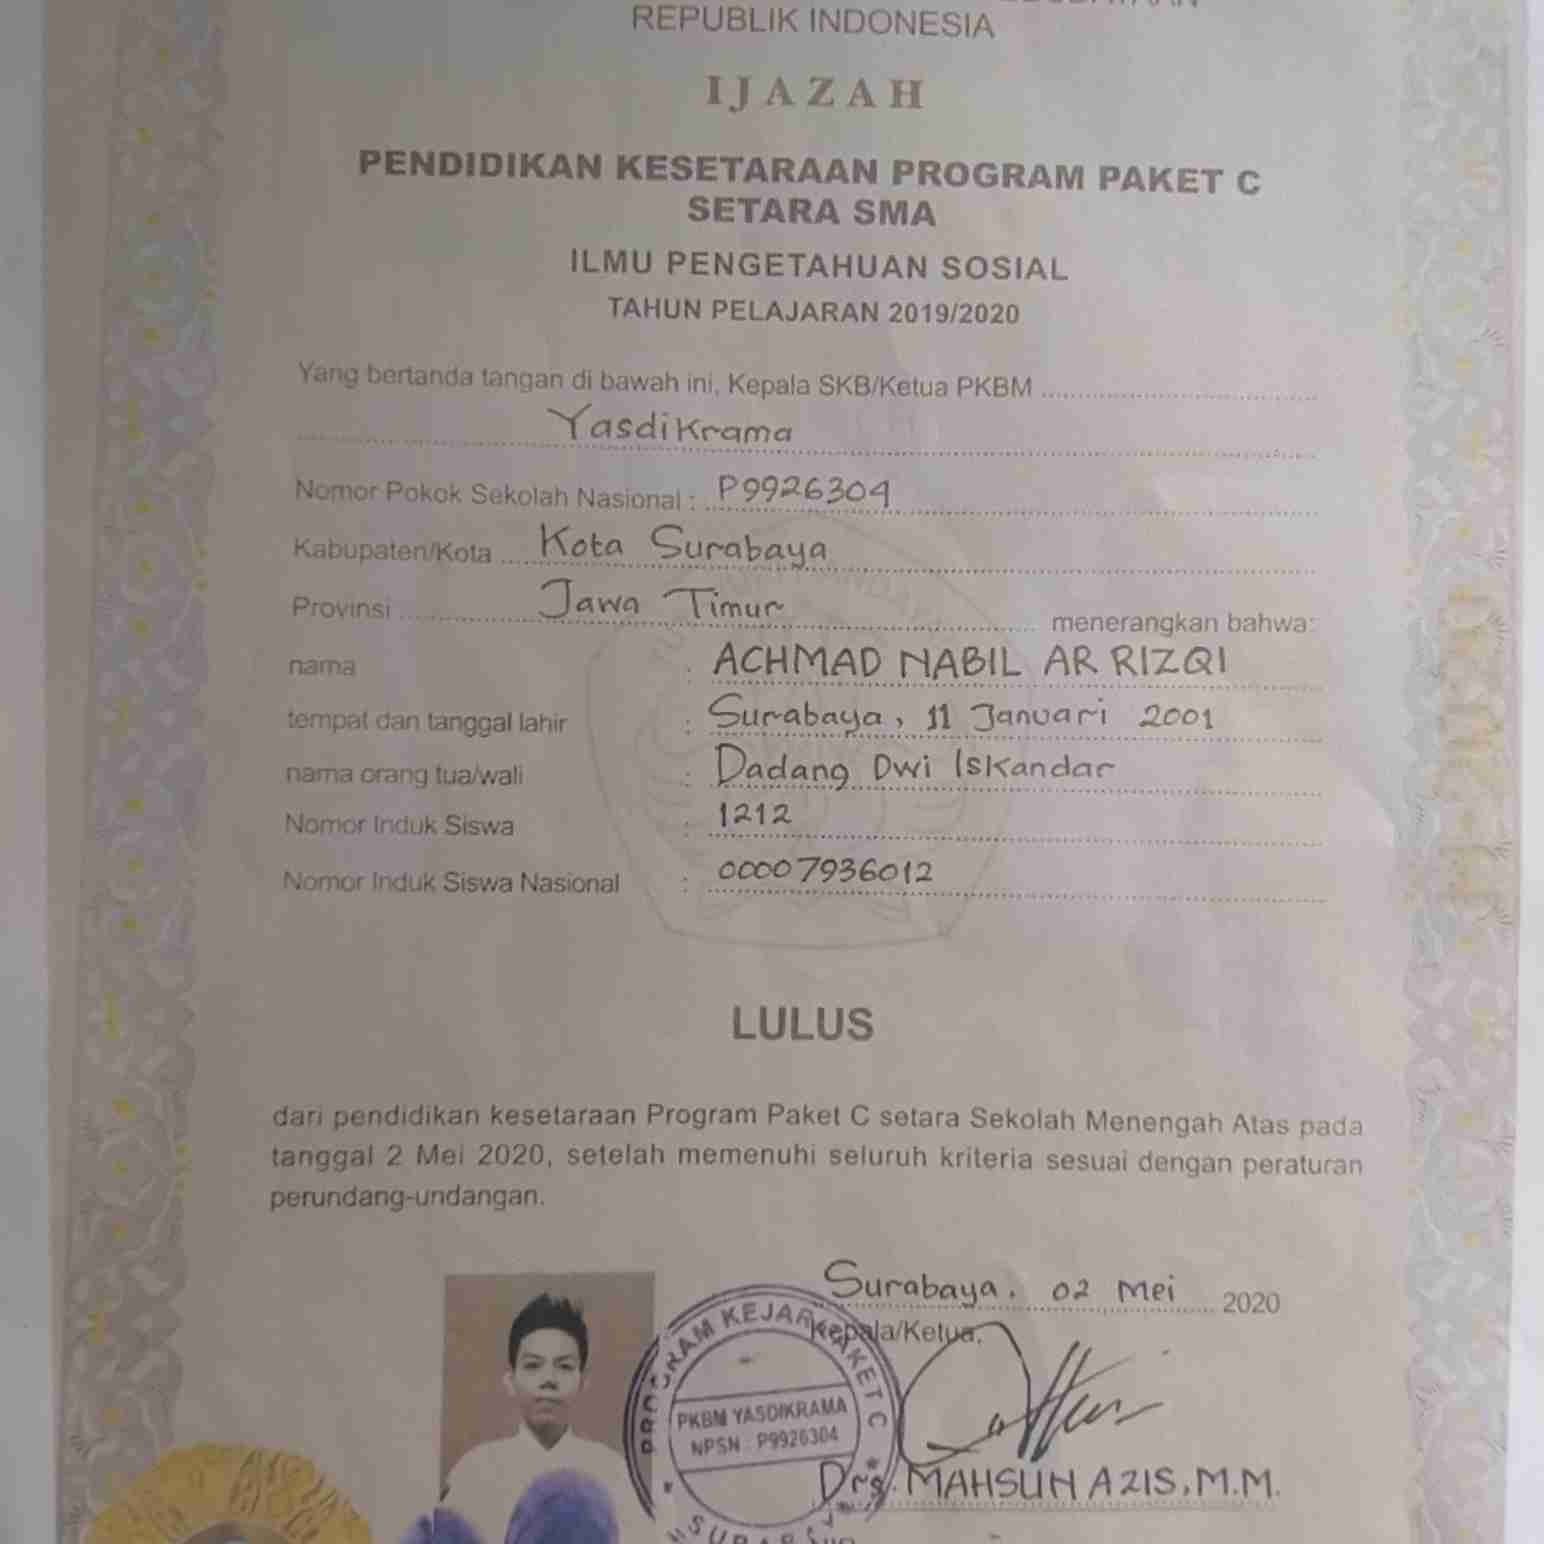 REPUBLIK INDONESIA
IJAZAH
PENDIDIKAN KESETARAAN PROGRAM PAKET C
SETARA SMA
ILMU PENGETAHUAN SOSIAL
TAHUN PELAJARAN 2019/2020
Yang bertanda tangan di bawah ini, Kepala SKB/Ketua PKBM
Yasdikrama
Nomor Pokok Sekolah Nasional : P9926304
Kabupaten/Kota Kota Surabaya
Provinsi Jawa Timur menerangkan bahwa:
nama : ACHMAD NABIL AR RIZQI
tempat dan tanggal lahir : Surabaya, 11 Januari 2001
nama orang tua/wali : Dadang Dwi Iskandar
Nomor Induk Siswa : 1212
Nomor Induk Siswa Nasional : 00007936012
LULUS
dari pendidikan kesetaraan Program Paket C setara Sekolah Menengah Atas pada
tanggal 2 Mei 2020, setelah memenuhi seluruh kriteria sesuai dengan peraturan
perundang-undangan.
Surabaya, 02 Mei 2020
Kepala/Ketua,
PROGRAM KEJAR PAKET C
PKBM YASDIKRAMA
NPSN : P9926304
Drs. MAHSUN AZIS, M.M.